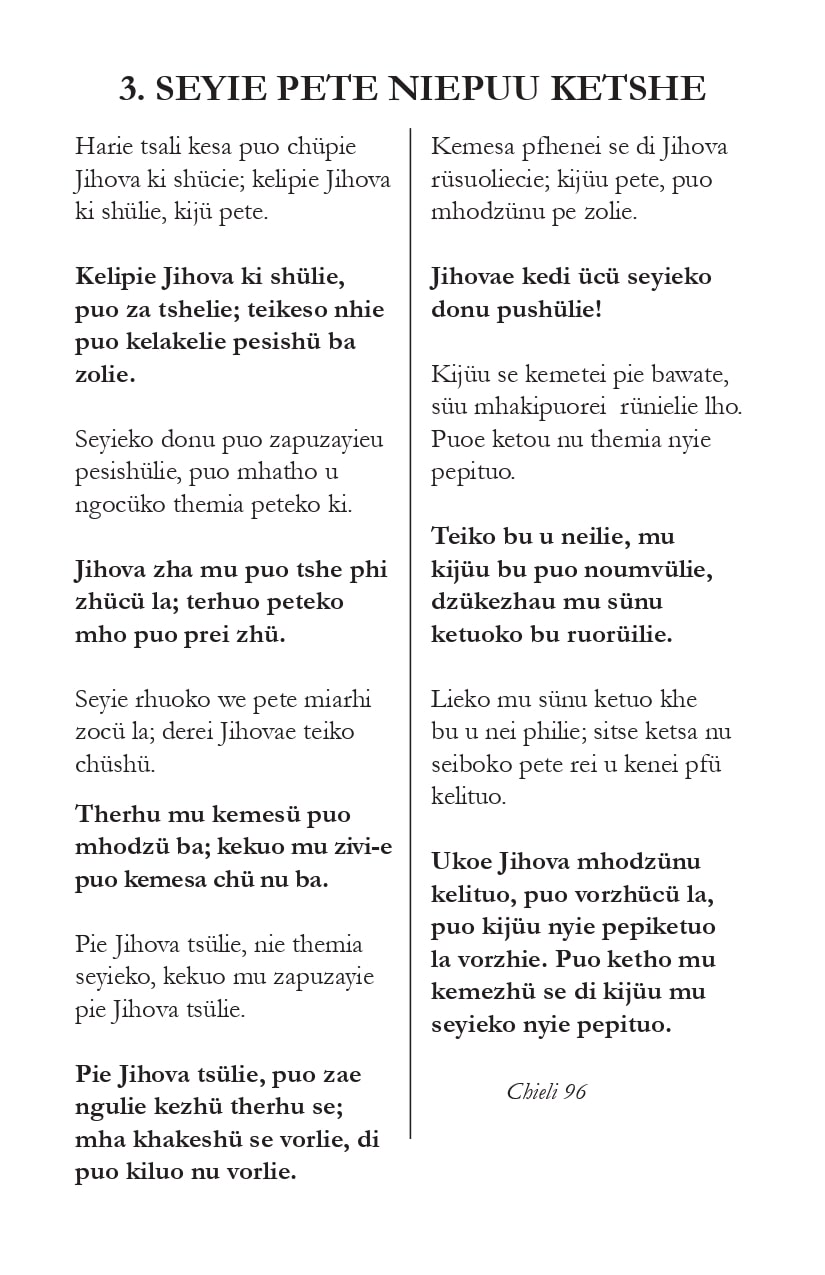 3. SEYIE PETE NIEPUU KETSHE
Harie tsali kesa puo chüpie
Jihova ki shücie; kelipie Jihova
ki shülie, kijü pete.
Kelipie Jihova ki shülie,
puo za tshelie; teikeso nhie
puo kelakelie pesishü ba
zolie.
Seyieko donu puo zapuzayieu
pesishülie, puo mhatho u
ngocüko themia peteko ki.
Jihova zha mu puo tshe phi
zhücü la; terhuo peteko
mho puo prei zhü.
Seyie rhuoko we pete miarhi
zocü la; derei Jihovae teiko
chüshü.
Therhu mu kemesü puo
mhodzü ba; kekuo mu zivi-e
puo kemesa chü nu ba.
Pie Jihova tsülie, nie themia
seyieko, kekuo mu zapuzayie
pie Jihova tsülie.
Pie Jihova tsülie, puo zae
ngulie kezhü therhu se;
mha khakeshü se vorlie, di
puo kiluo nu vorlie.
Kemesa pfhenei se di Jihova
rüsuoliecie; kijüu pete, puo
mhodzünu pe zolie.
Jihovae kedi ücü seyieko
donu pushülie!
Kijüu se kemetei pie bawate,
süu mhakipuorei rünielie lho.
Puoe ketou nu themia nyie
pepituo.
Teiko bu u neilie, mu
kijüu bu puo noumvülie,
dzükezhau mu sünu
ketuoko bu ruorüilie.
Lieko mu sünu ketuo khe
bu u nei philie; sitse ketsa nu
seiboko pete rei u kenei pfü
kelituo.
Ukoe Jihova mhodzünu
kelituo, puo vorzhücü la,
puo kijüu nyie pepiketuo
la vorzhie. Puo ketho mu
kemezhü se di kijüu mu
seyieko nyie pepituo.
Chieli 96